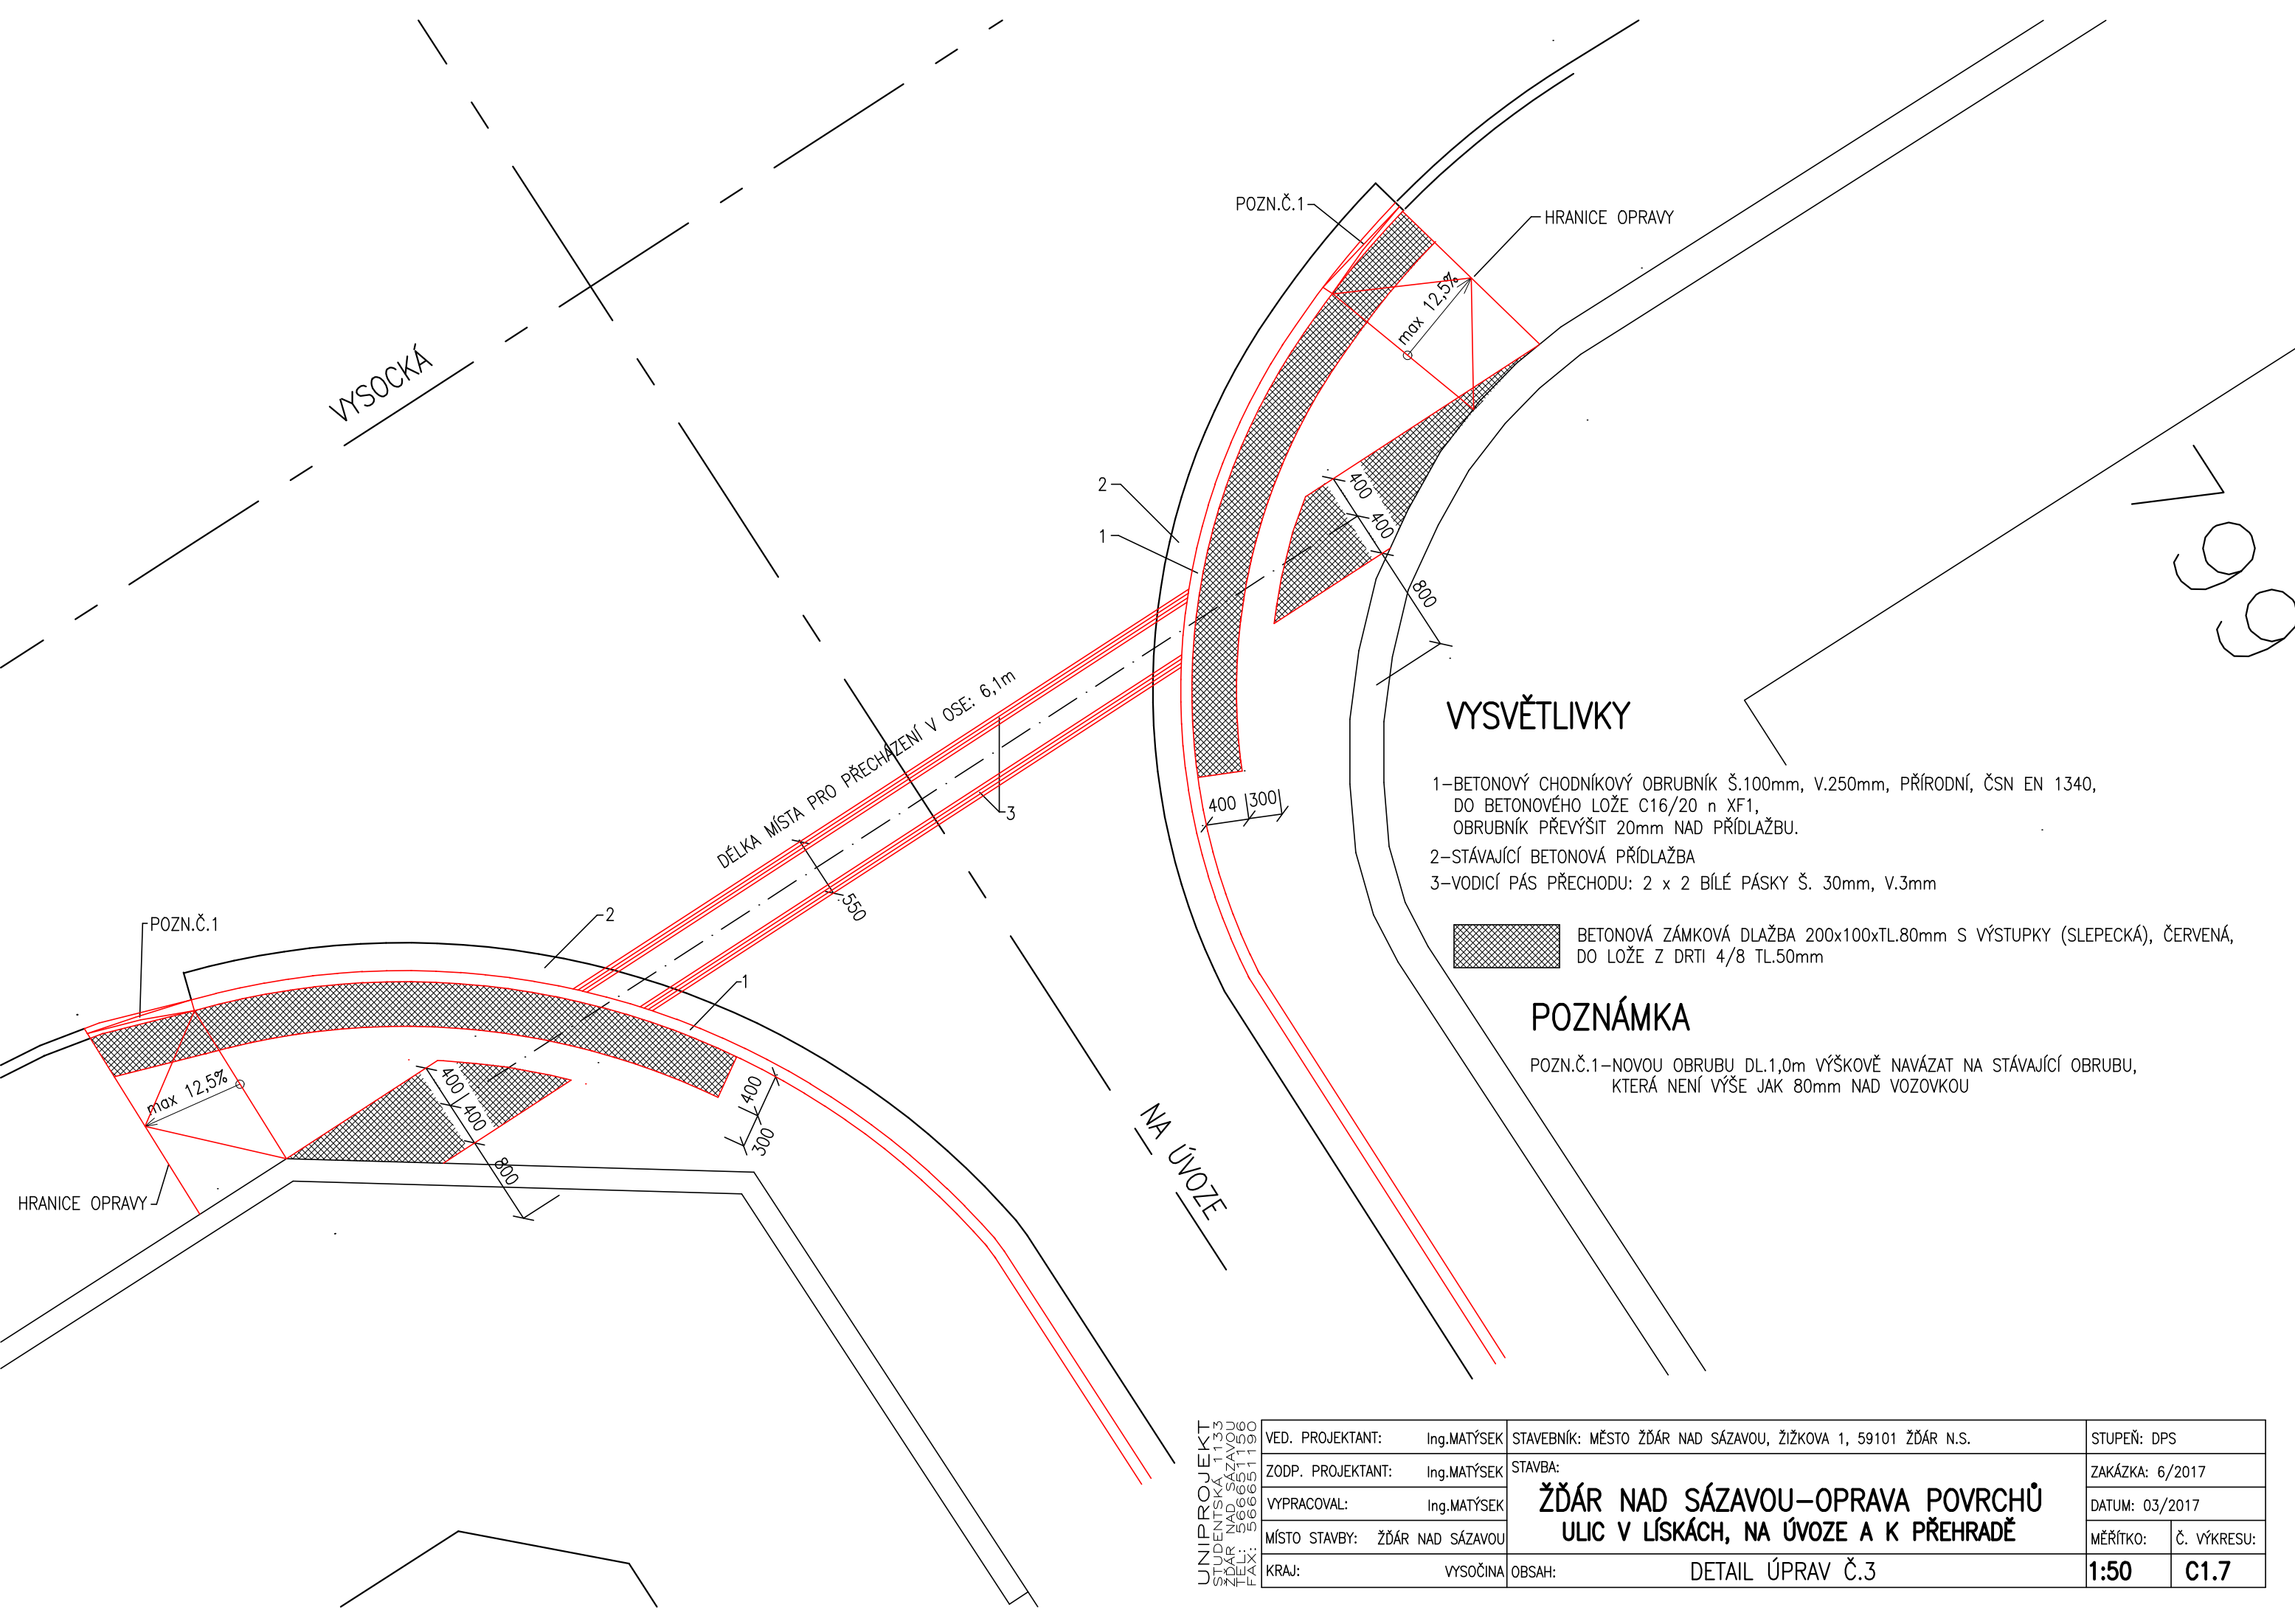 POZN.Č.1
HRANICE OPRAVY
max 12,5%
VYSOCKÁ
2
1
400
400
800
799
DÉLKA MÍSTA PRO PŘECHÁZENÍ V OSE: 6,1m
3
400
300
550
2
1
POZN.Č.1
max 12,5%
HRANICE OPRAVY
400
400
800
400
300
NA ÚVOZE
VYSVĚTLIVKY
1-BETONOVÝ CHODNÍKOVÝ OBRUBNÍK Š.100mm, V.250mm, PŘÍRODNÍ, ČSN EN 1340,
DO BETONOVÉHO LOŽE C16/20 n XF1,
OBRUBNÍK PŘEVÝŠIT 20mm NAD PŘÍDLAŽBU.
2-STÁVAJÍCÍ BETONOVÁ PŘÍDLAŽBA
3-VODICÍ PÁS PŘECHODU: 2 x 2 BÍLÉ PÁSKY Š. 30mm, V.3mm
BETONOVÁ ZÁMKOVÁ DLAŽBA 200x100xTL.80mm S VÝSTUPKY (SLEPECKÁ), ČERVENÁ,
DO LOŽE Z DRTI 4/8 TL.50mm
POZNÁMKA
POZN.Č.1-NOVOU OBRUBU DL.1,0m VÝŠKOVĚ NAVÁZAT NA STÁVAJÍCÍ OBRUBU,
KTERÁ NENÍ VÝŠE JAK 80mm NAD VOZOVKOU
UNIPROJEKT
STUDENTSKÁ 1133
ŽĎÁR NAD SÁZAVOU
TEL.: 566651156
FAX: 566651190
VED. PROJEKTANT: Ing.MATÝSEK
ZODP. PROJEKTANT: Ing.MATÝSEK
VYPRACOVAL: Ing.MATÝSEK
MÍSTO STAVBY: ŽĎÁR NAD SÁZAVOU
KRAJ: VYSOČINA
STAVEBNÍK: MĚSTO ŽĎÁR NAD SÁZAVOU, ŽIŽKOVA 1, 59101 ŽĎÁR N.S.
STAVBA:
ŽĎÁR NAD SÁZAVOU-OPRAVA POVRCHŮ
ULIC V LÍSKÁCH, NA ÚVOZE A K PŘEHRADĚ
OBSAH: DETAIL ÚPRAV Č.3
STUPEŇ: DPS
ZAKÁZKA: 6/2017
DATUM: 03/2017
MĚŘÍTKO: Č. VÝKRESU:
1:50 C1.7